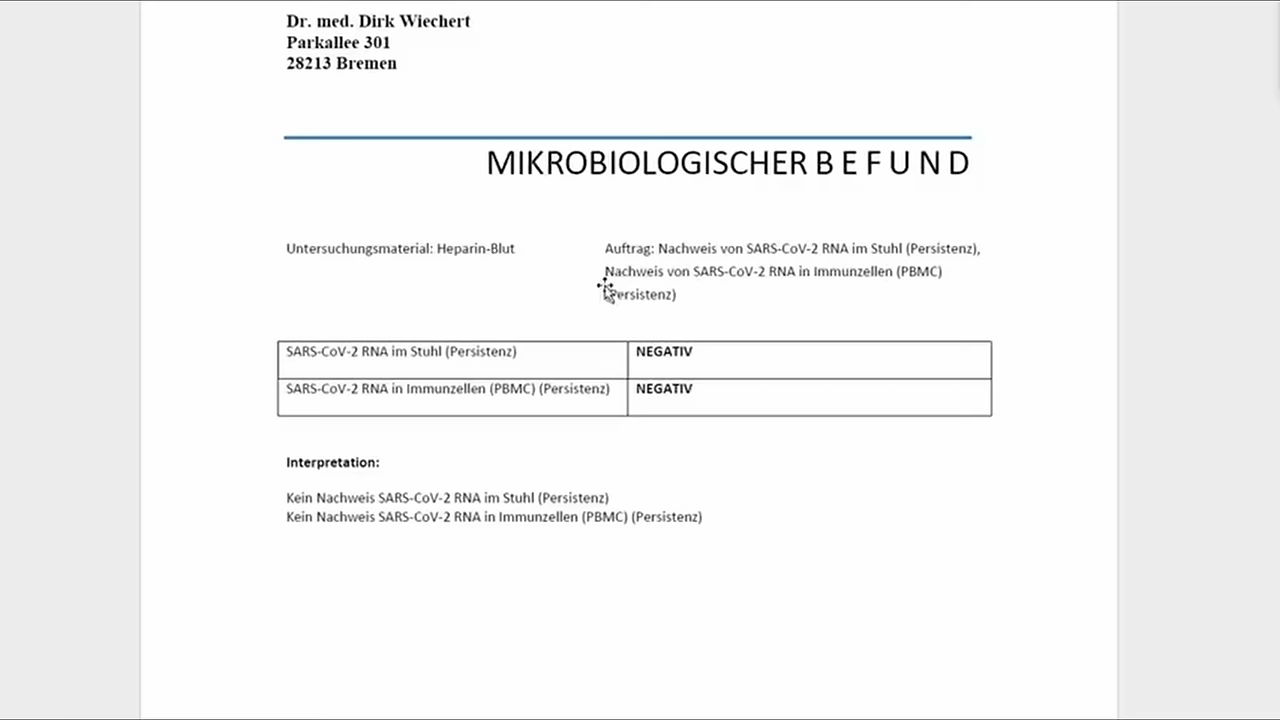 Dr. med. Dirk Wiechert
Parkallee 301
28213 Bremen
MIKROBIOLOGISCHER B E F U N D
Untersuchungsmaterial: Heparin-Blut
Auftrag: Nachweis von SARS-CoV-2 RNA im Stuhl (Persistenz),
Nachweis von SARS-CoV-2 RNA in Immunzellen (PBMC)
(Persistenz)
SARS-CoV-2 RNA im Stuhl (Persistenz) NEGATIV
SARS-CoV-2 RNA in Immunzellen (PBMC) (Persistenz) NEGATIV
Interpretation:
Kein Nachweis SARS-CoV-2 RNA im Stuhl (Persistenz)
Kein Nachweis SARS-CoV-2 RNA in Immunzellen (PBMC) (Persistenz)